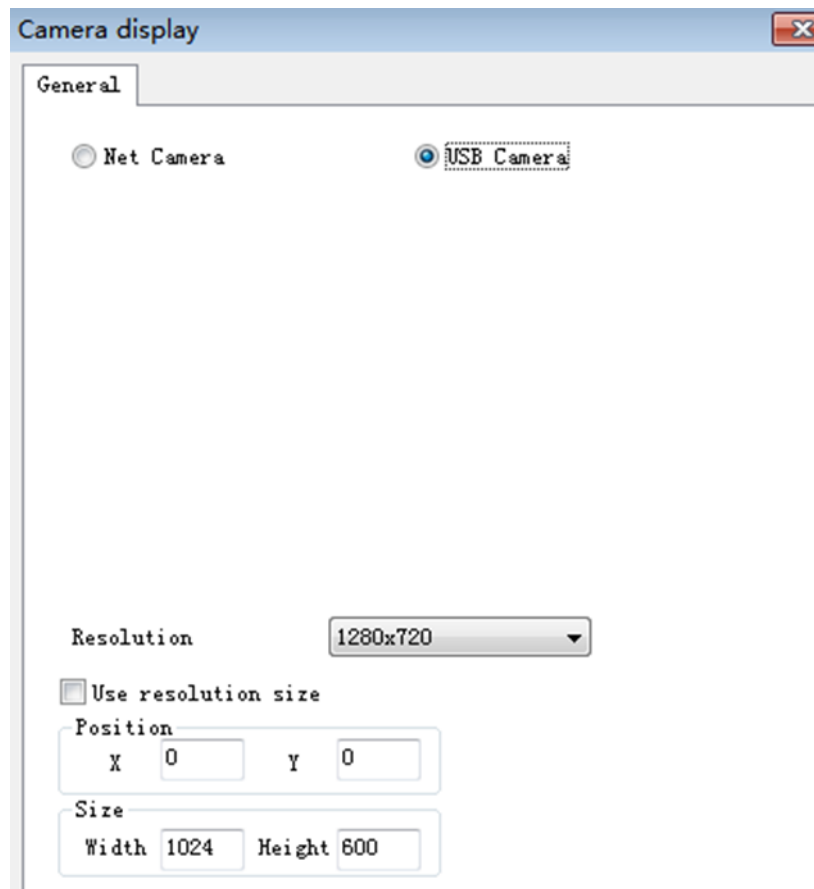 Camera display
General
Net Camera USB Camera
Resolution 1280x720
Use resolution size
Position
X 0 Y 0
Size
Width 1024 Height 600